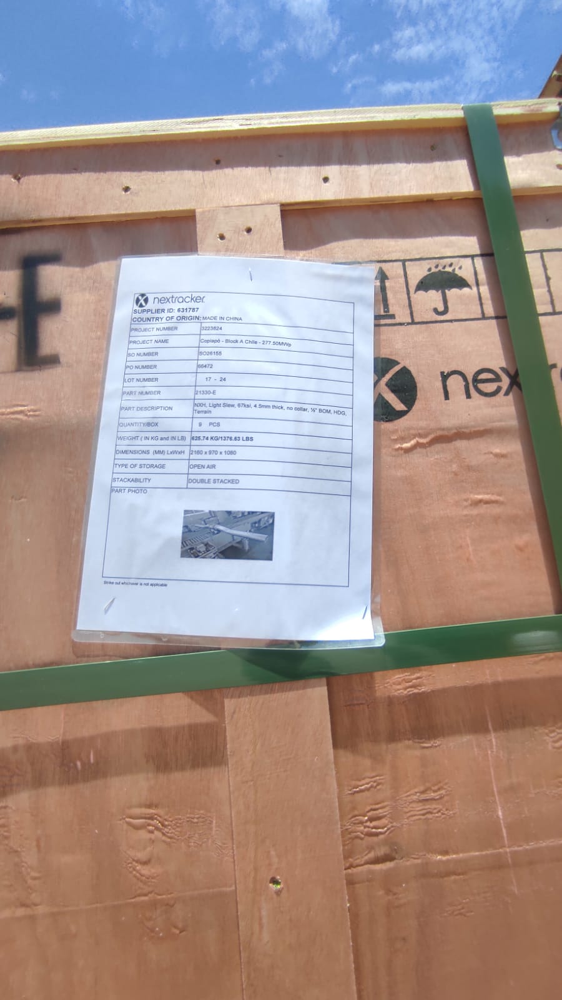 -E
nextracker
SUPPLIER ID: 631787
COUNTRY OF ORIGIN: MADE IN CHINA
PROJECT NUMBER 3223824
PROJECT NAME Copiapó - Block A Chile - 277.50MWp
SO NUMBER SO26155
PO NUMBER 66472
LOT NUMBER 17 - 24
PART NUMBER 21330-E
PART DESCRIPTION NXH, Light Slew, 67ksi, 4.5mm thick, no collar, ½" BOM, HDG,
Terrain
QUANTITY/BOX 9 PCS
WEIGHT ( IN KG and IN LB) 625.74 KG/1376.63 LBS
DIMENSIONS (MM) LxWxH 2160 x 970 x 1080
TYPE OF STORAGE OPEN AIR
STACKABILITY DOUBLE STACKED
PART PHOTO
Strike out whichever is not applicable
nextr